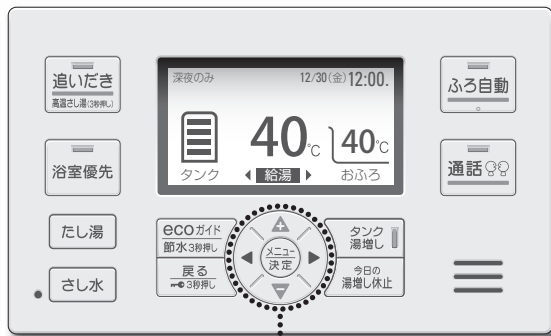 追いだき
高温さし湯(3秒押し)
浴室優先
たし湯
さし水
深夜のみ 12/30(金)12:00.
40℃ 40℃
タンク 給湯 おふろ
ecoガイド
節水3秒押し
戻る
3秒押し
メニュー
決定
タンク
湯増し
今日の
湯増し休止
ふろ自動
通話